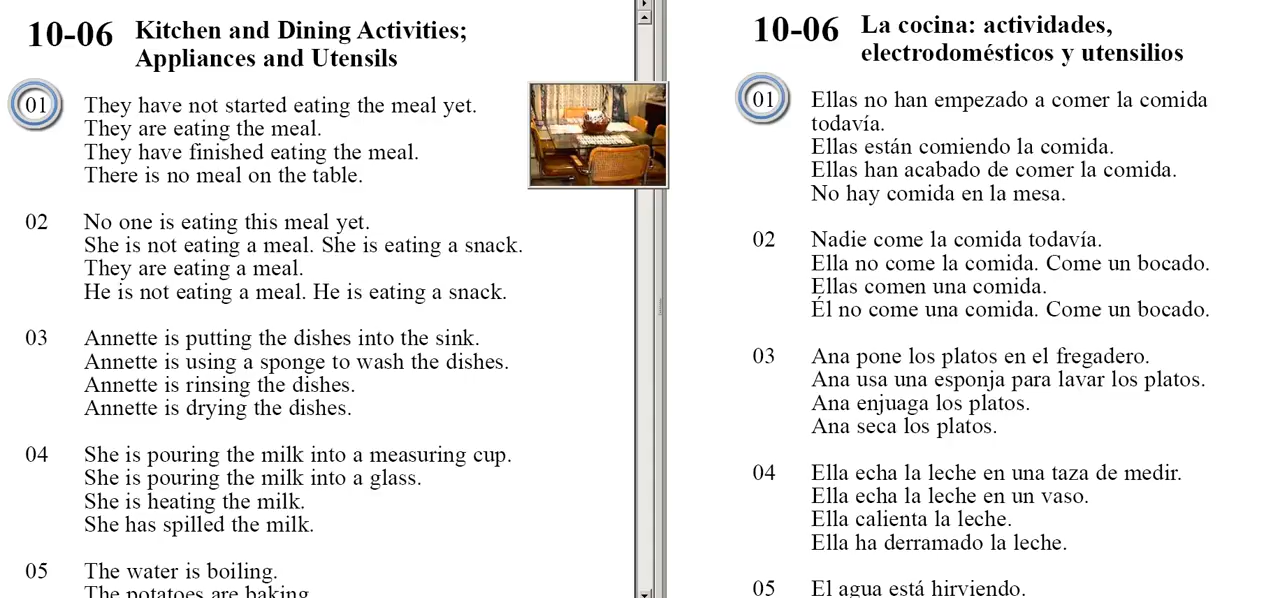 10-06 Kitchen and Dining Activities;
Appliances and Utensils
01 They have not started eating the meal yet.
They are eating the meal.
They have finished eating the meal.
There is no meal on the table.
02 No one is eating this meal yet.
She is not eating a meal. She is eating a snack.
They are eating a meal.
He is not eating a meal. He is eating a snack.
03 Annette is putting the dishes into the sink.
Annette is using a sponge to wash the dishes.
Annette is rinsing the dishes.
Annette is drying the dishes.
04 She is pouring the milk into a measuring cup.
She is pouring the milk into a glass.
She is heating the milk.
She has spilled the milk.
05 The water is boiling.
The potatoes are baking.
10-06 La cocina: actividades,
electrodomésticos y utensilios
01 Ellas no han empezado a comer la comida
todavía.
Ellas están comiendo la comida.
Ellas han acabado de comer la comida.
No hay comida en la mesa.
02 Nadie come la comida todavía.
Ella no come la comida. Come un bocado.
Ellas comen una comida.
Él no come una comida. Come un bocado.
03 Ana pone los platos en el fregadero.
Ana usa una esponja para lavar los platos.
Ana enjuaga los platos.
Ana seca los platos.
04 Ella echa la leche en una taza de medir.
Ella echa la leche en un vaso.
Ella calienta la leche.
Ella ha derramado la leche.
05 El agua está hirviendo.